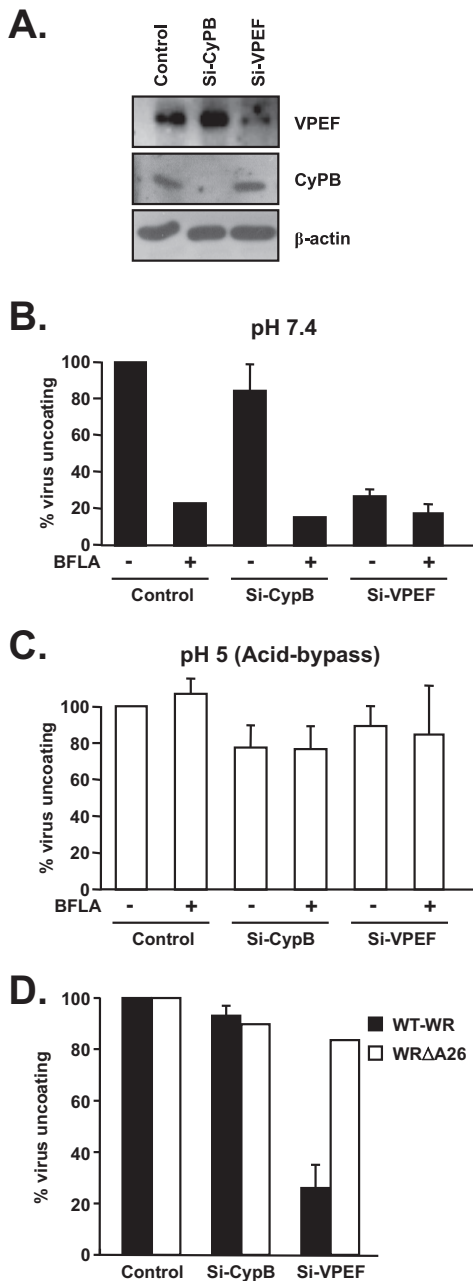 A.
Control
Si-CyPB
Si-VPEF
VPEF
CyPB
β-actin
B.
pH 7.4
% virus uncoating
100
80
60
40
20
0
BFLA - + - + - +
Control Si-CypB Si-VPEF
C.
pH 5 (Acid-bypass)
% virus uncoating
100
80
60
40
20
0
BFLA - + - + - +
Control Si-CypB Si-VPEF
D.
% virus uncoating
100
80
60
40
20
0
WT-WR
WRΔA26
Control Si-CypB Si-VPEF